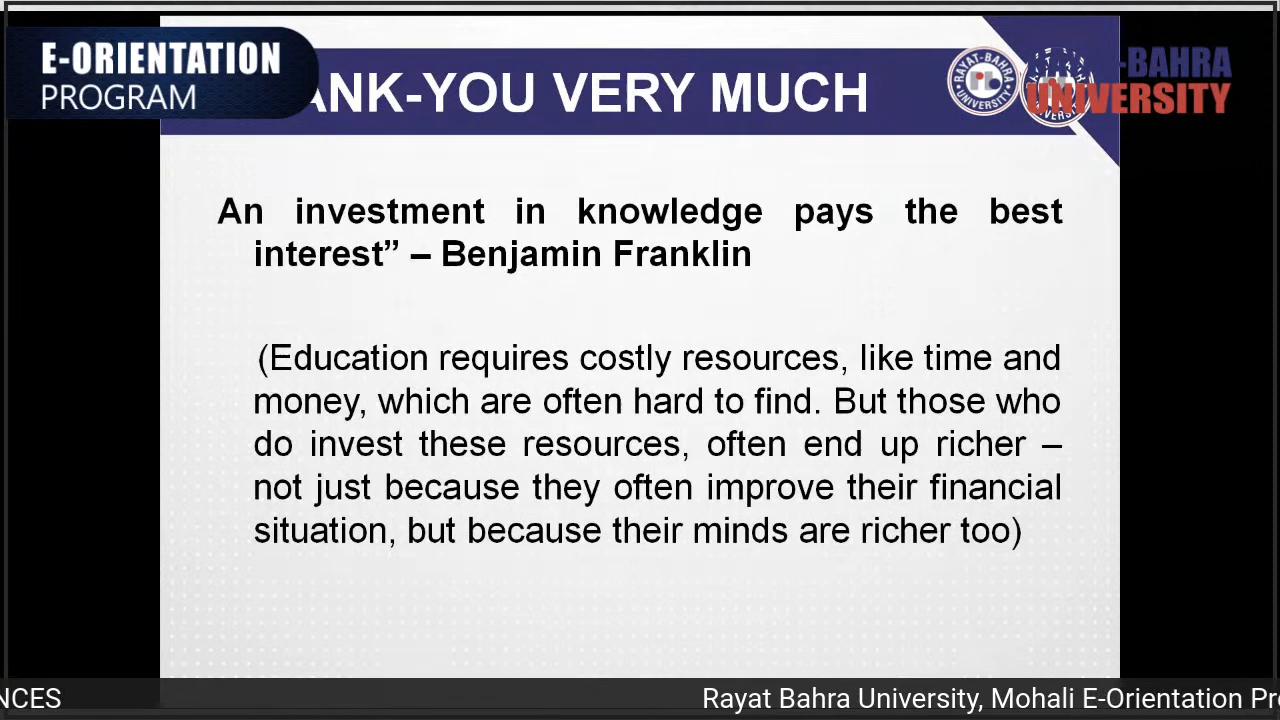 E-ORIENTATION
PROGRAM
ANK-YOU VERY MUCH
RAYAT-BAHRA
UNIVERSITY
-BAHRA
UNIVERSITY
An investment in knowledge pays the best
interest” – Benjamin Franklin
(Education requires costly resources, like time and
money, which are often hard to find. But those who
do invest these resources, often end up richer –
not just because they often improve their financial
situation, but because their minds are richer too)
NCES
Rayat Bahra University, Mohali E-Orientation Pr